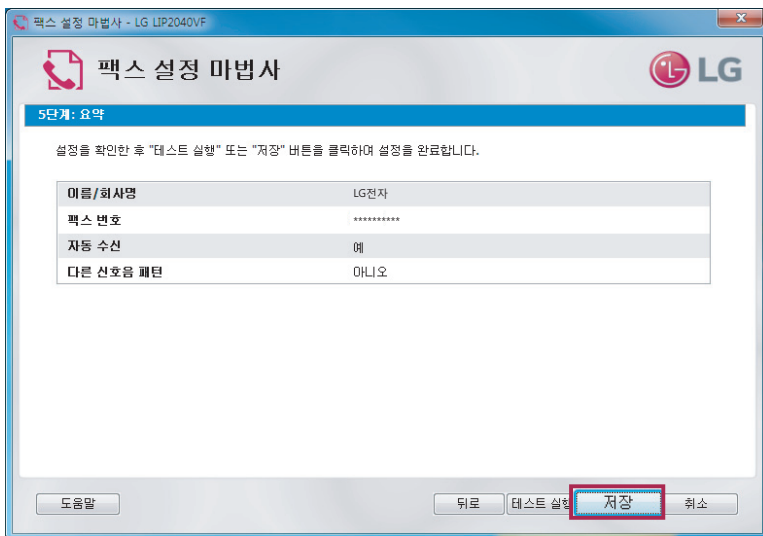 팩스 설정 마법사 - LG LIP2040VF
팩스 설정 마법사
LG
5단계: 요약
설정을 확인한 후 "테스트 실행" 또는 "저장" 버튼을 클릭하여 설정을 완료합니다.
이름/회사명 LG전자
팩스 번호 **********
자동 수신 예
다른 신호음 패턴 아니오
도움말 뒤로 테스트 실행 저장 취소